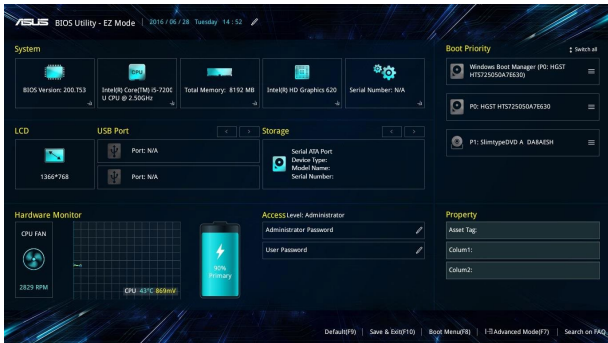 ASUS BIOS Utility - EZ Mode 2016 / 06 / 28 Tuesday 14 : 52
System
BIOS Version: 200.T53
CPU
Intel(R) Core(TM) i5-7200U CPU @ 2.50GHz
Total Memory: 8192 MB
Intel(R) HD Graphics 620
Serial Number: N/A
Boot Priority
Switch all
Windows Boot Manager (P0: HGST
HTS725050A7E630)
P0: HGST HTS725050A7E630
P1: SlimtypeDVD A DA8AESH
LCD
1366*768
USB Port
Port: N/A
Port: N/A
Storage
Serial ATA Port
Device Type:
Model Name:
Serial Number:
Hardware Monitor
CPU FAN
2829 RPM
CPU 43°C 869mV
90%
Primary
Access Level: Administrator
Administrator Password
User Password
Property
Asset Tag:
Colum1:
Colum2:
Default(F9) | Save & Exit(F10) | Boot Menu(F8) | Advanced Mode(F7) | Search on FAQ